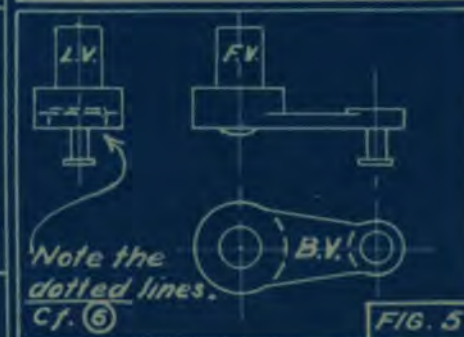 L.V.
F.V.
B.V.
Note the
dotted lines.
Cf. ⑥
FIG. 5